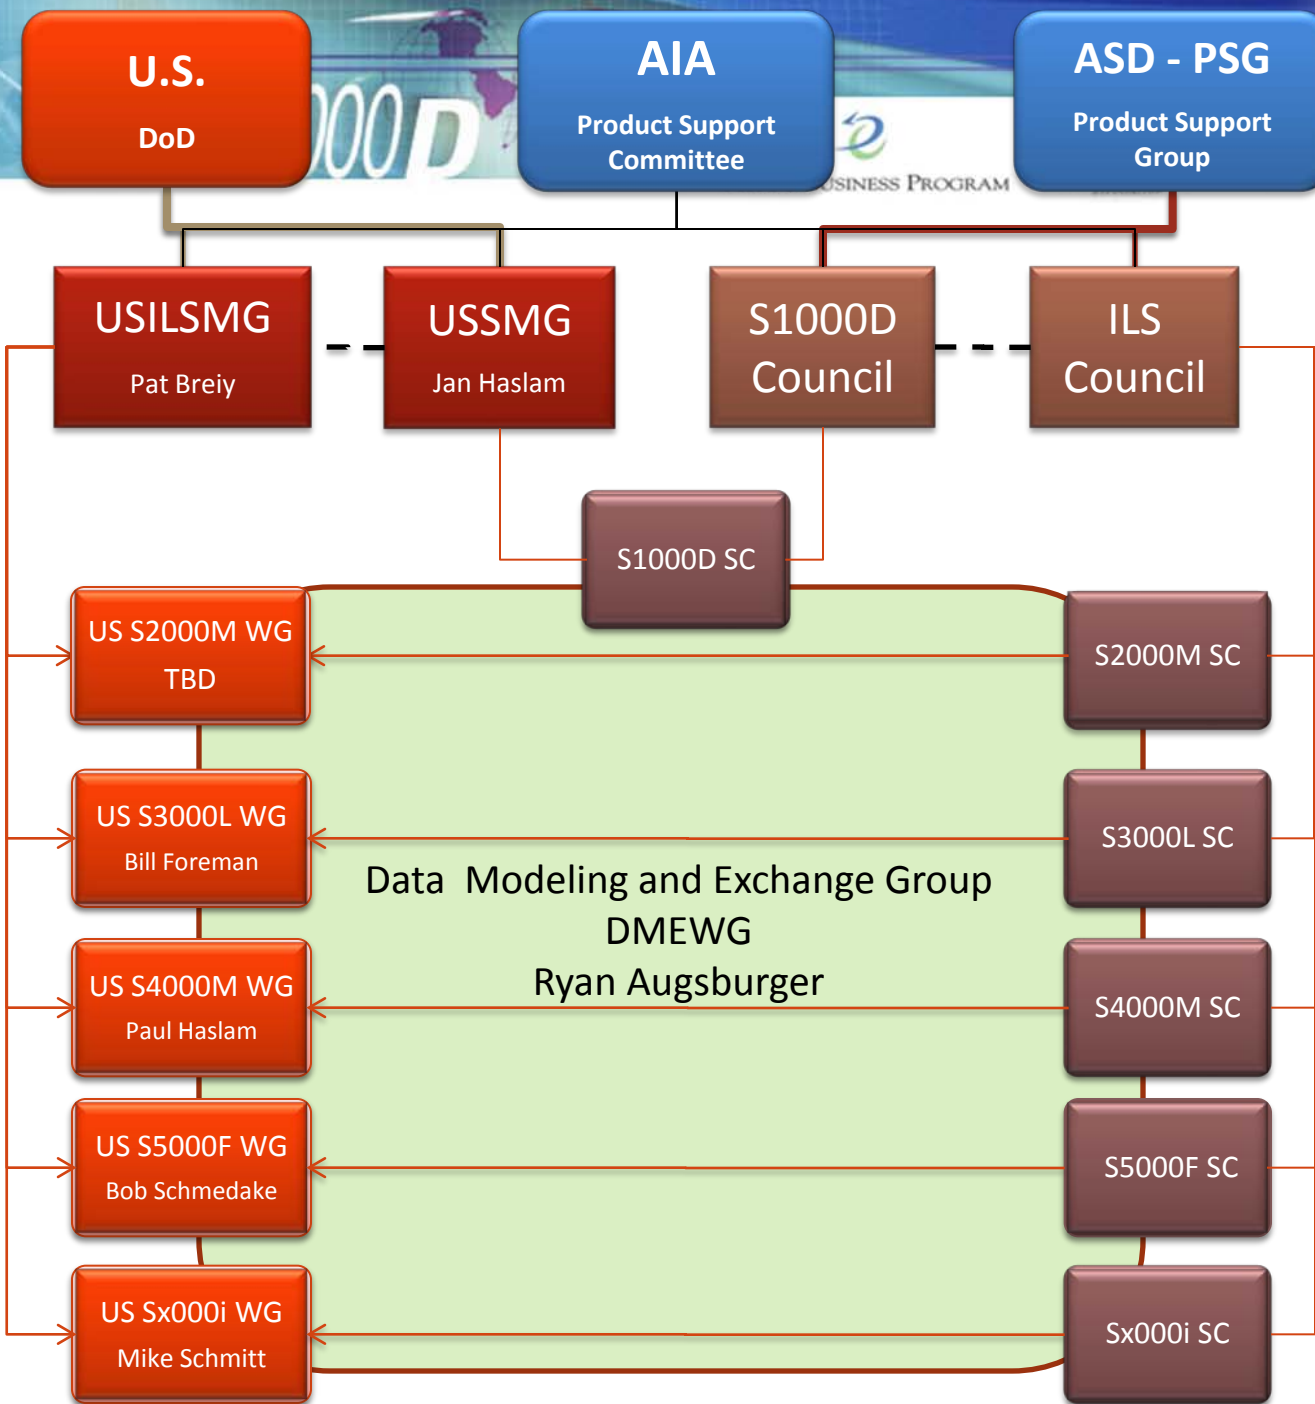 U.S.
DoD
AIA
Product Support
Committee
ASD - PSG
Product Support
Group
000D
USINESS PROGRAM
USILSMG
Pat Breiy
USSMG
Jan Haslam
S1000D
Council
ILS
Council
S1000D SC
US S2000M WG
TBD
S2000M SC
US S3000L WG
Bill Foreman
S3000L SC
Data  Modeling and Exchange Group
DMEWG
Ryan Augsburger
US S4000M WG
Paul Haslam
S4000M SC
US S5000F WG
Bob Schmedake
S5000F SC
US Sx000i WG
Mike Schmitt
Sx000i SC